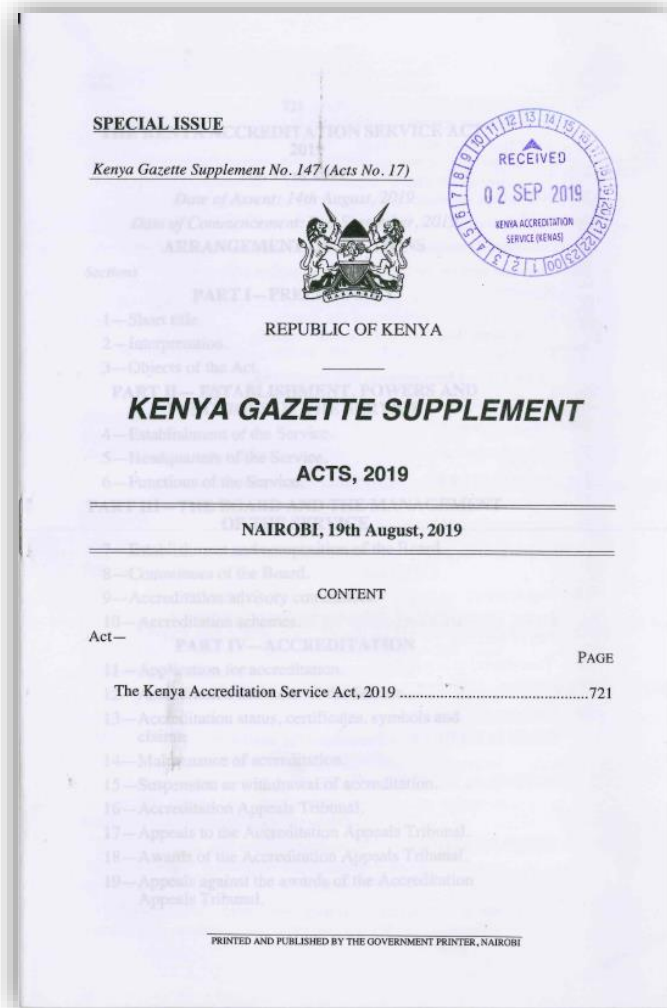 SPECIAL ISSUE
Kenya Gazette Supplement No. 147 (Acts No. 17)
RECEIVED
02 SEP 2019
KENYA ACCREDITATION
SERVICE (KENAS)
HARAMBEE
REPUBLIC OF KENYA
KENYA GAZETTE SUPPLEMENT
ACTS, 2019
NAIROBI, 19th August, 2019
CONTENT
Act—
PAGE
The Kenya Accreditation Service Act, 2019 ..................................................721
PRINTED AND PUBLISHED BY THE GOVERNMENT PRINTER, NAIROBI